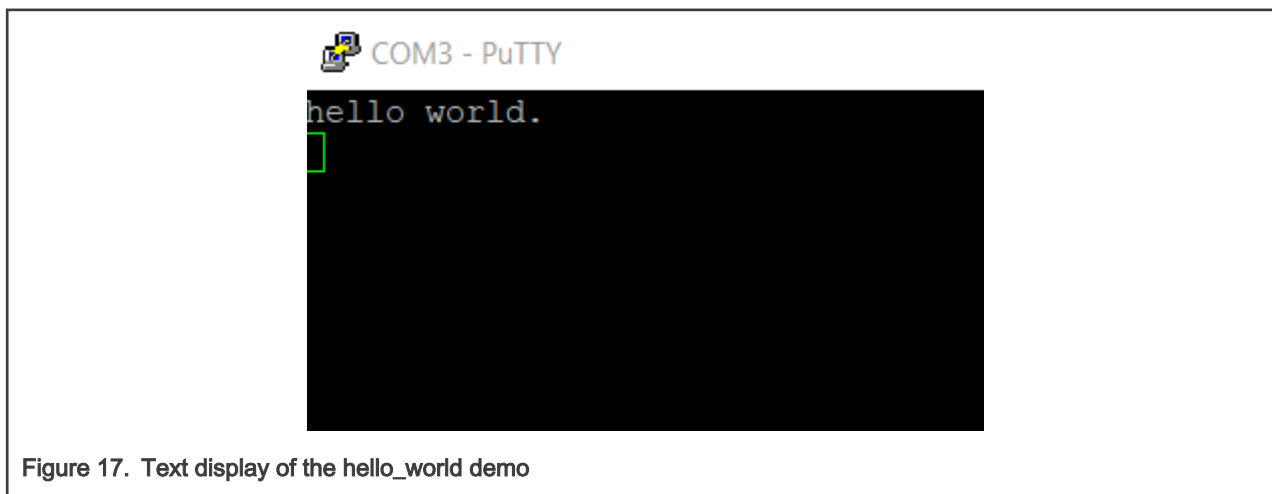 COM3 - PuTTY
hello world.
Figure 17. Text display of the hello_world demo